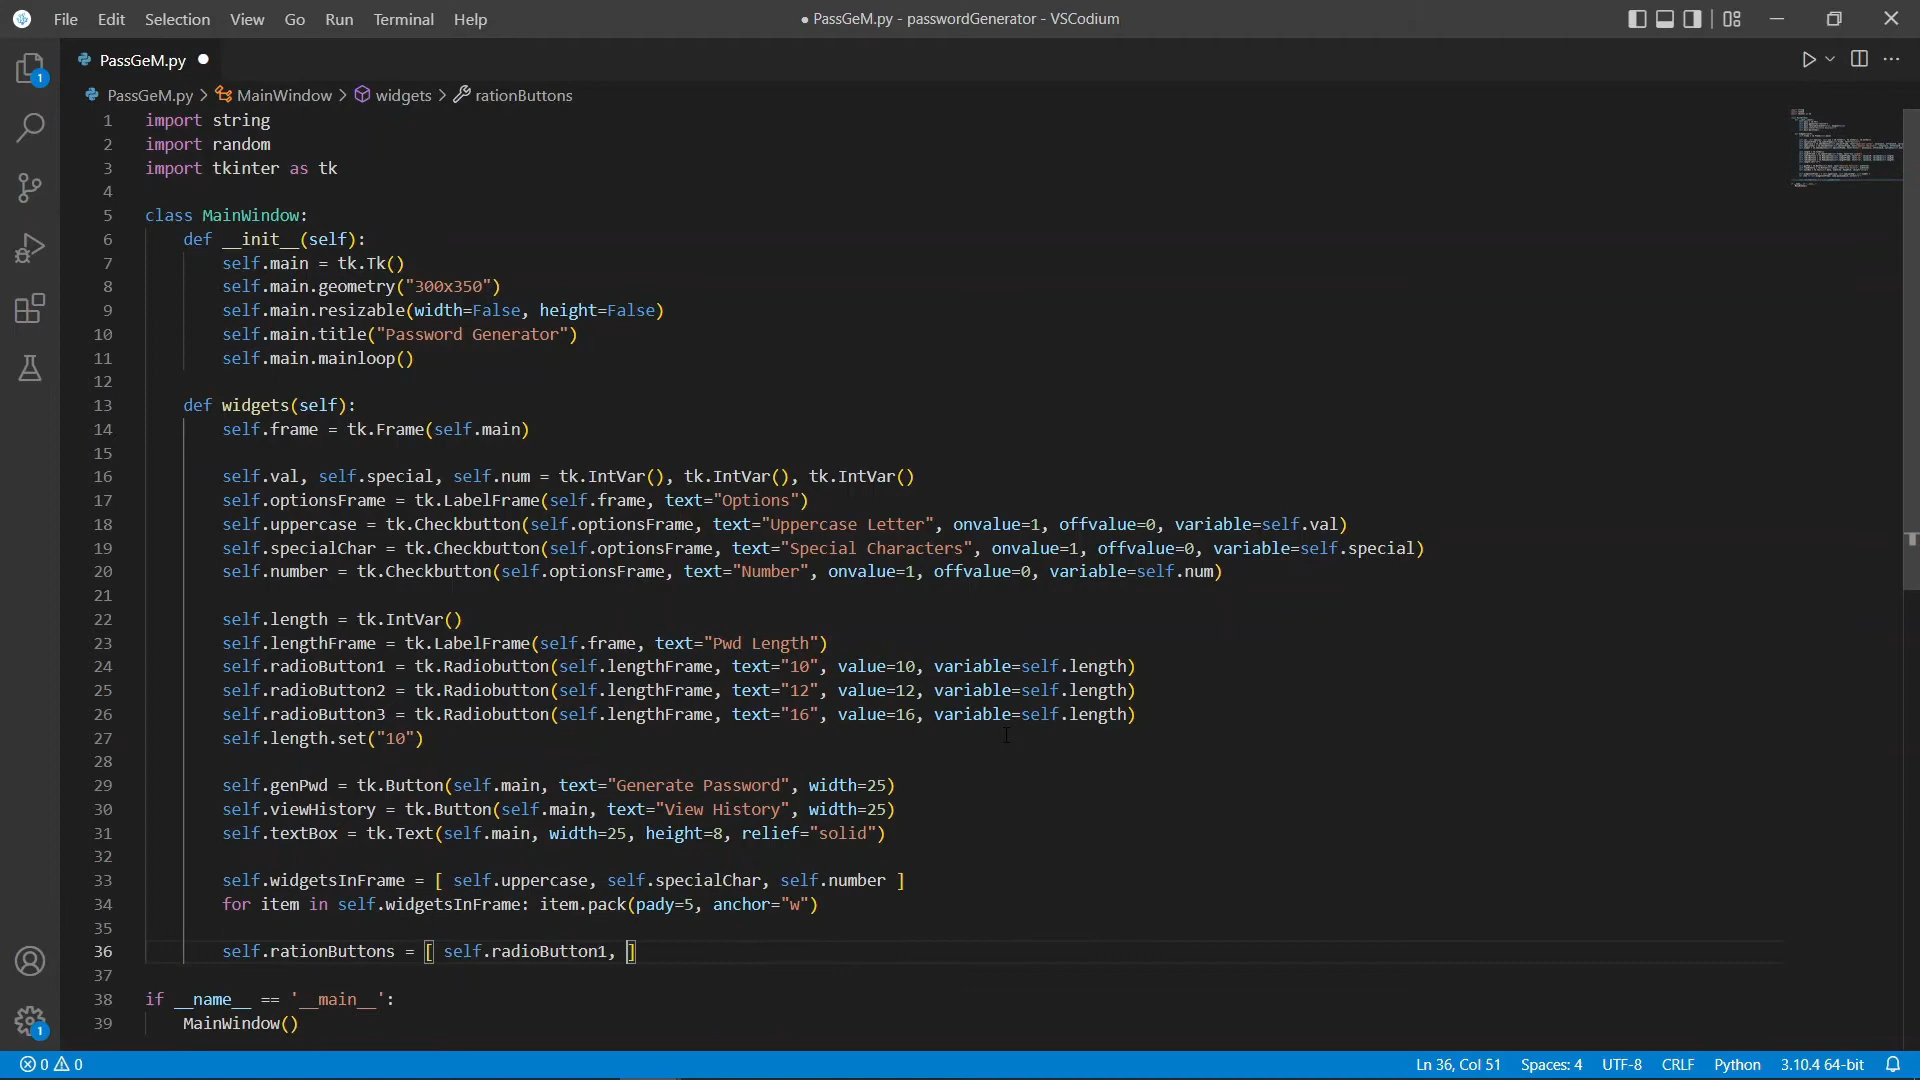 File Edit Selection View Go Run Terminal Help
● PassGeM.py - passwordGenerator - VSCodium
PassGeM.py
PassGeM.py > MainWindow > widgets > rationButtons
1 import string
2 import random
3 import tkinter as tk
4
5 class MainWindow:
6     def __init__(self):
7         self.main = tk.Tk()
8         self.main.geometry("300x350")
9         self.main.resizable(width=False, height=False)
10         self.main.title("Password Generator")
11         self.main.mainloop()
12
13     def widgets(self):
14         self.frame = tk.Frame(self.main)
15
16         self.val, self.special, self.num = tk.IntVar(), tk.IntVar(), tk.IntVar()
17         self.optionsFrame = tk.LabelFrame(self.frame, text="Options")
18         self.uppercase = tk.Checkbutton(self.optionsFrame, text="Uppercase Letter", onvalue=1, offvalue=0, variable=self.val)
19         self.specialChar = tk.Checkbutton(self.optionsFrame, text="Special Characters", onvalue=1, offvalue=0, variable=self.special)
20         self.number = tk.Checkbutton(self.optionsFrame, text="Number", onvalue=1, offvalue=0, variable=self.num)
21
22         self.length = tk.IntVar()
23         self.lengthFrame = tk.LabelFrame(self.frame, text="Pwd Length")
24         self.radioButton1 = tk.Radiobutton(self.lengthFrame, text="10", value=10, variable=self.length)
25         self.radioButton2 = tk.Radiobutton(self.lengthFrame, text="12", value=12, variable=self.length)
26         self.radioButton3 = tk.Radiobutton(self.lengthFrame, text="16", value=16, variable=self.length)
27         self.length.set("10")
28
29         self.genPwd = tk.Button(self.main, text="Generate Password", width=25)
30         self.viewHistory = tk.Button(self.main, text="View History", width=25)
31         self.textBox = tk.Text(self.main, width=25, height=8, relief="solid")
32
33         self.widgetsInFrame = [ self.uppercase, self.specialChar, self.number ]
34         for item in self.widgetsInFrame: item.pack(pady=5, anchor="w")
35
36         self.rationButtons = [ self.radioButton1, ]
37
38 if __name__ == '__main__':
39     MainWindow()
1
1
0 0 Ln 36, Col 51 Spaces: 4 UTF-8 CRLF Python 3.10.4 64-bit